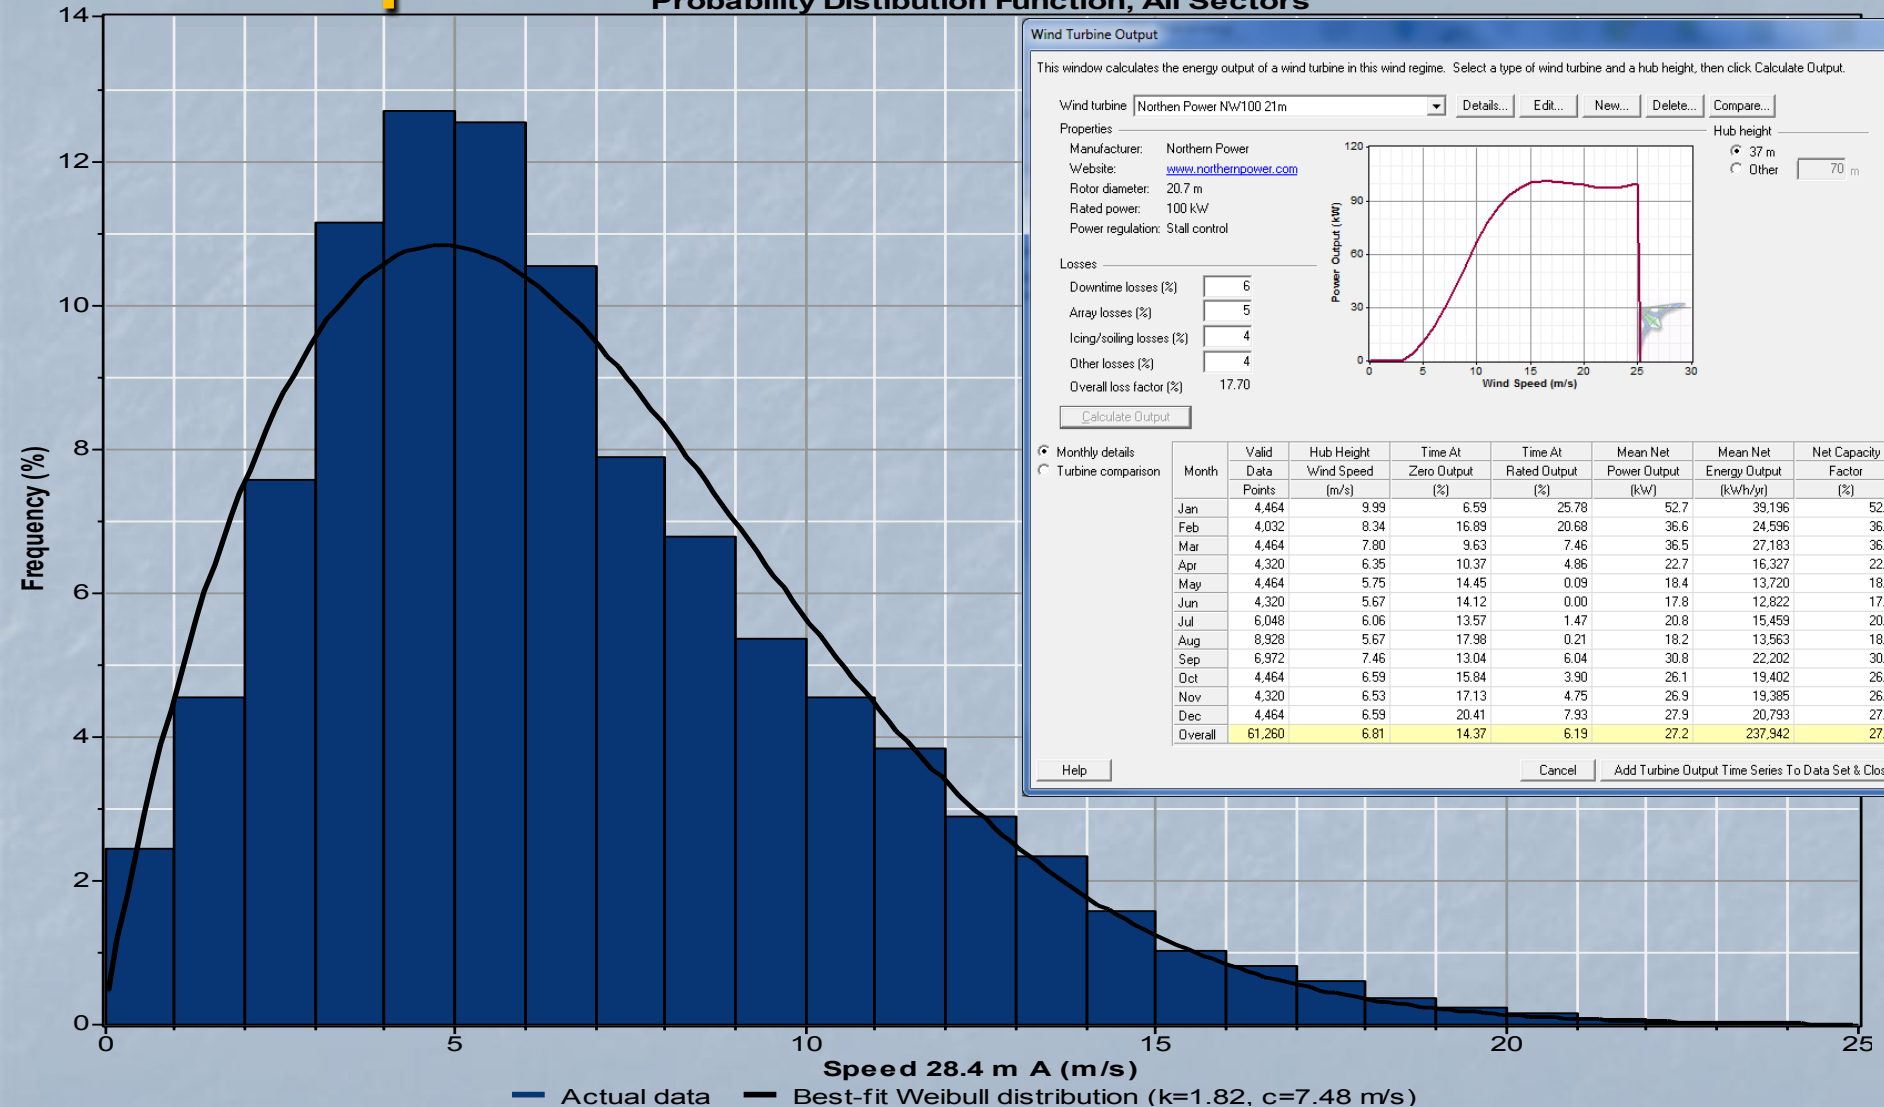 Probability Distibution Function, All Sectors
14
12
10
8
6
4
2
0
Frequency (%)
0 5 10 15 20 25
Speed 28.4 m A (m/s)
Actual data Best-fit Weibull distribution (k=1.82, c=7.48 m/s)
Wind Turbine Output
This window calculates the energy output of a wind turbine in this wind regime. Select a type of wind turbine and a hub height, then click Calculate Output.
Wind turbine Northen Power NW100 21m Details... Edit... New... Delete... Compare...
Properties
Manufacturer: Northern Power
Website: www.northernpower.com
Rotor diameter: 20.7 m
Rated power: 100 kW
Power regulation: Stall control
Hub height
37 m
Other 70 m
Losses
Downtime losses (%) 6
Array losses (%) 5
Icing/soiling losses (%) 4
Other losses (%) 4
Overall loss factor (%) 17.70
Calculate Output
120
90
60
30
0
Power Output (kW)
0 5 10 15 20 25 30
Wind Speed (m/s)
Monthly details
Turbine comparison
Month
Valid Hub Height Time At Time At Mean Net Mean Net Net Capacity
Data Wind Speed Zero Output Rated Output Power Output Energy Output Factor
Points (m/s) (%) (%) (kW) (kWh/yr) (%)
Jan 4,464 9.99 6.59 25.78 52.7 39,196 52.
Feb 4,032 8.34 16.89 20.68 36.6 24,596 36.
Mar 4,464 7.80 9.63 7.46 36.5 27,183 36.
Apr 4,320 6.35 10.37 4.86 22.7 16,327 22.
May 4,464 5.75 14.45 0.09 18.4 13,720 18.
Jun 4,320 5.67 14.12 0.00 17.8 12,822 17.
Jul 6,048 6.06 13.57 1.47 20.8 15,459 20.
Aug 8,928 5.67 17.98 0.21 18.2 13,563 18.
Sep 6,972 7.46 13.04 6.04 30.8 22,202 30.
Oct 4,464 6.59 15.84 3.90 26.1 19,402 26.
Nov 4,320 6.53 17.13 4.75 26.9 19,385 26.
Dec 4,464 6.59 20.41 7.93 27.9 20,793 27.
Overall 61,260 6.81 14.37 6.19 27.2 237,942 27.
Help Cancel Add Turbine Output Time Series To Data Set & Clos